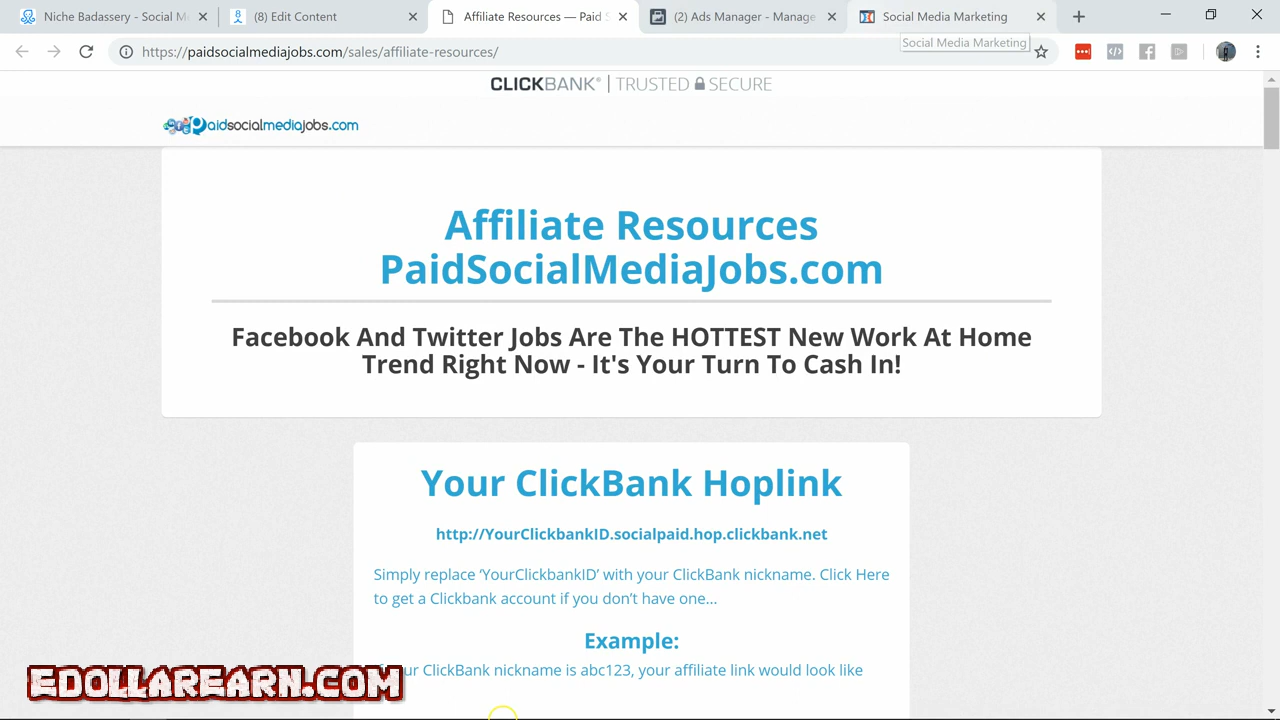 Niche Badassery - Social M
(8) Edit Content
Affiliate Resources — Paid S
(2) Ads Manager - Manage
Social Media Marketing
https://paidsocialmediajobs.com/sales/affiliate-resources/
Social Media Marketing
CLICKBANK® | TRUSTED SECURE
paidsocialmediajobs.com
Affiliate Resources
PaidSocialMediaJobs.com
Facebook And Twitter Jobs Are The HOTTEST New Work At Home
Trend Right Now - It's Your Turn To Cash In!
Your ClickBank Hoplink
http://YourClickbankID.socialpaid.hop.clickbank.net
Simply replace ‘YourClickbankID’ with your ClickBank nickname. Click Here
to get a Clickbank account if you don’t have one...
Example:
ur ClickBank nickname is abc123, your affiliate link would look like
EDOLLAREARN.COM